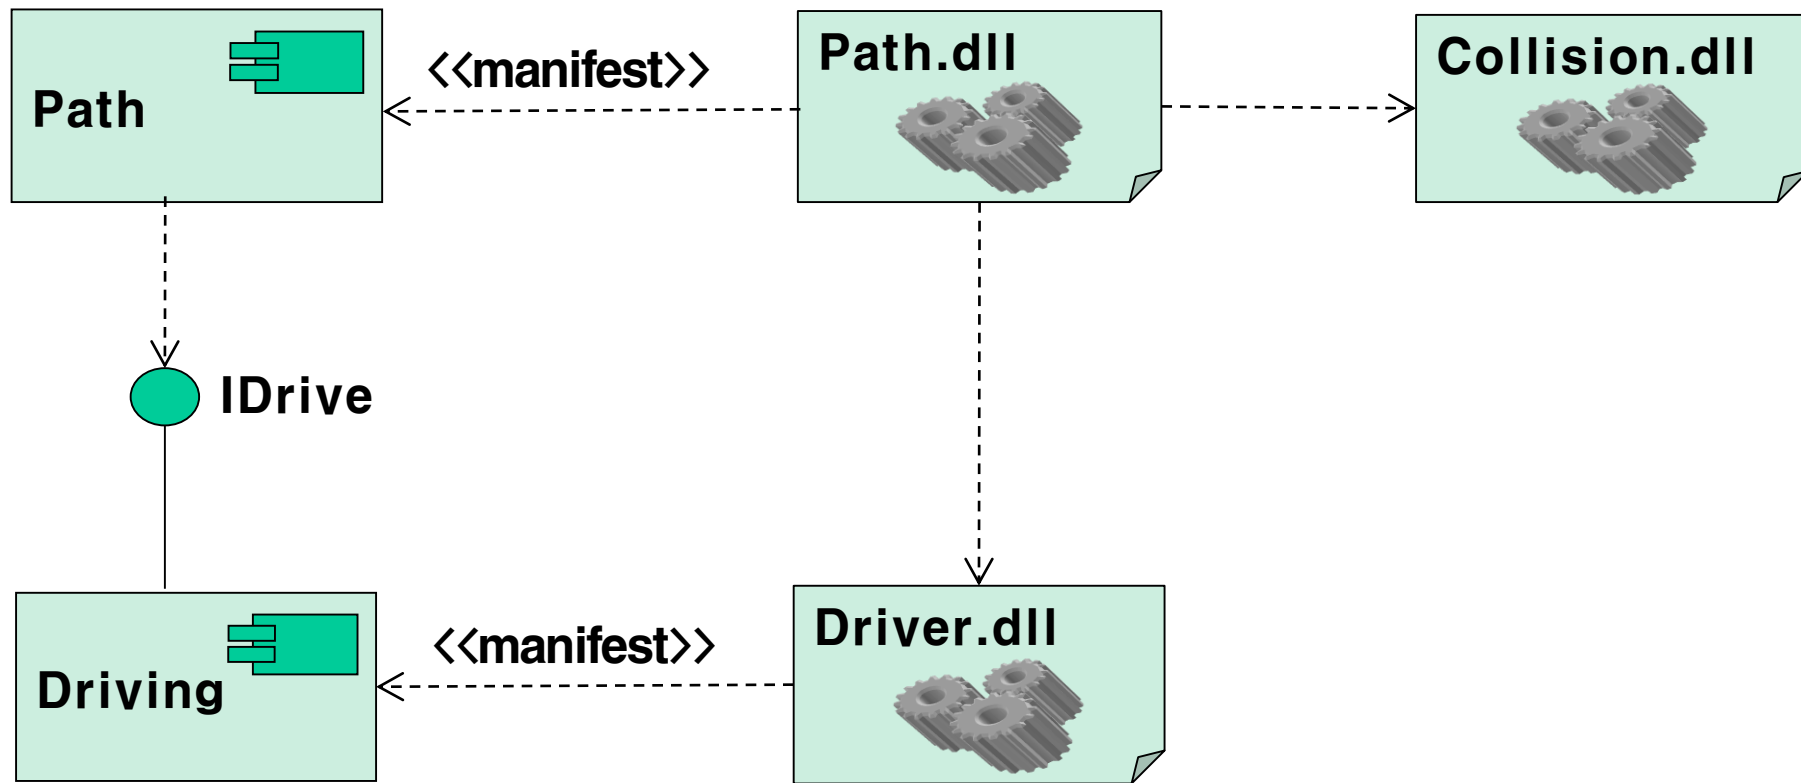 Path
<<manifest>>
Path.dll
Collision.dll
IDrive
Driving
<<manifest>>
Driver.dll